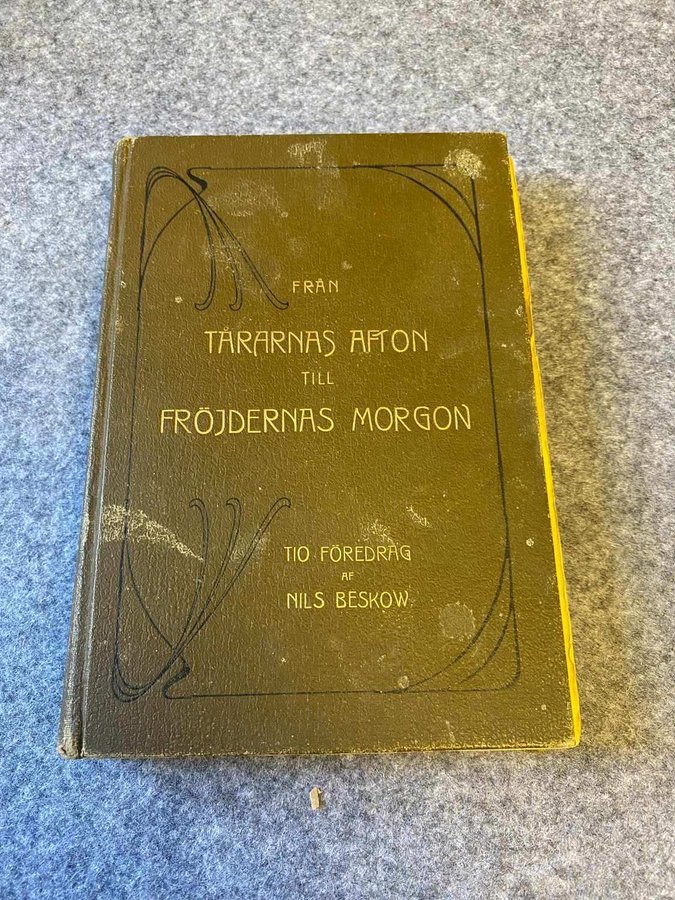 FRÅN
TÅRARNAS AFTON
TILL
FRÖJDERNAS MORGON
TIO FÖREDRAG
AF
NILS BESKOW